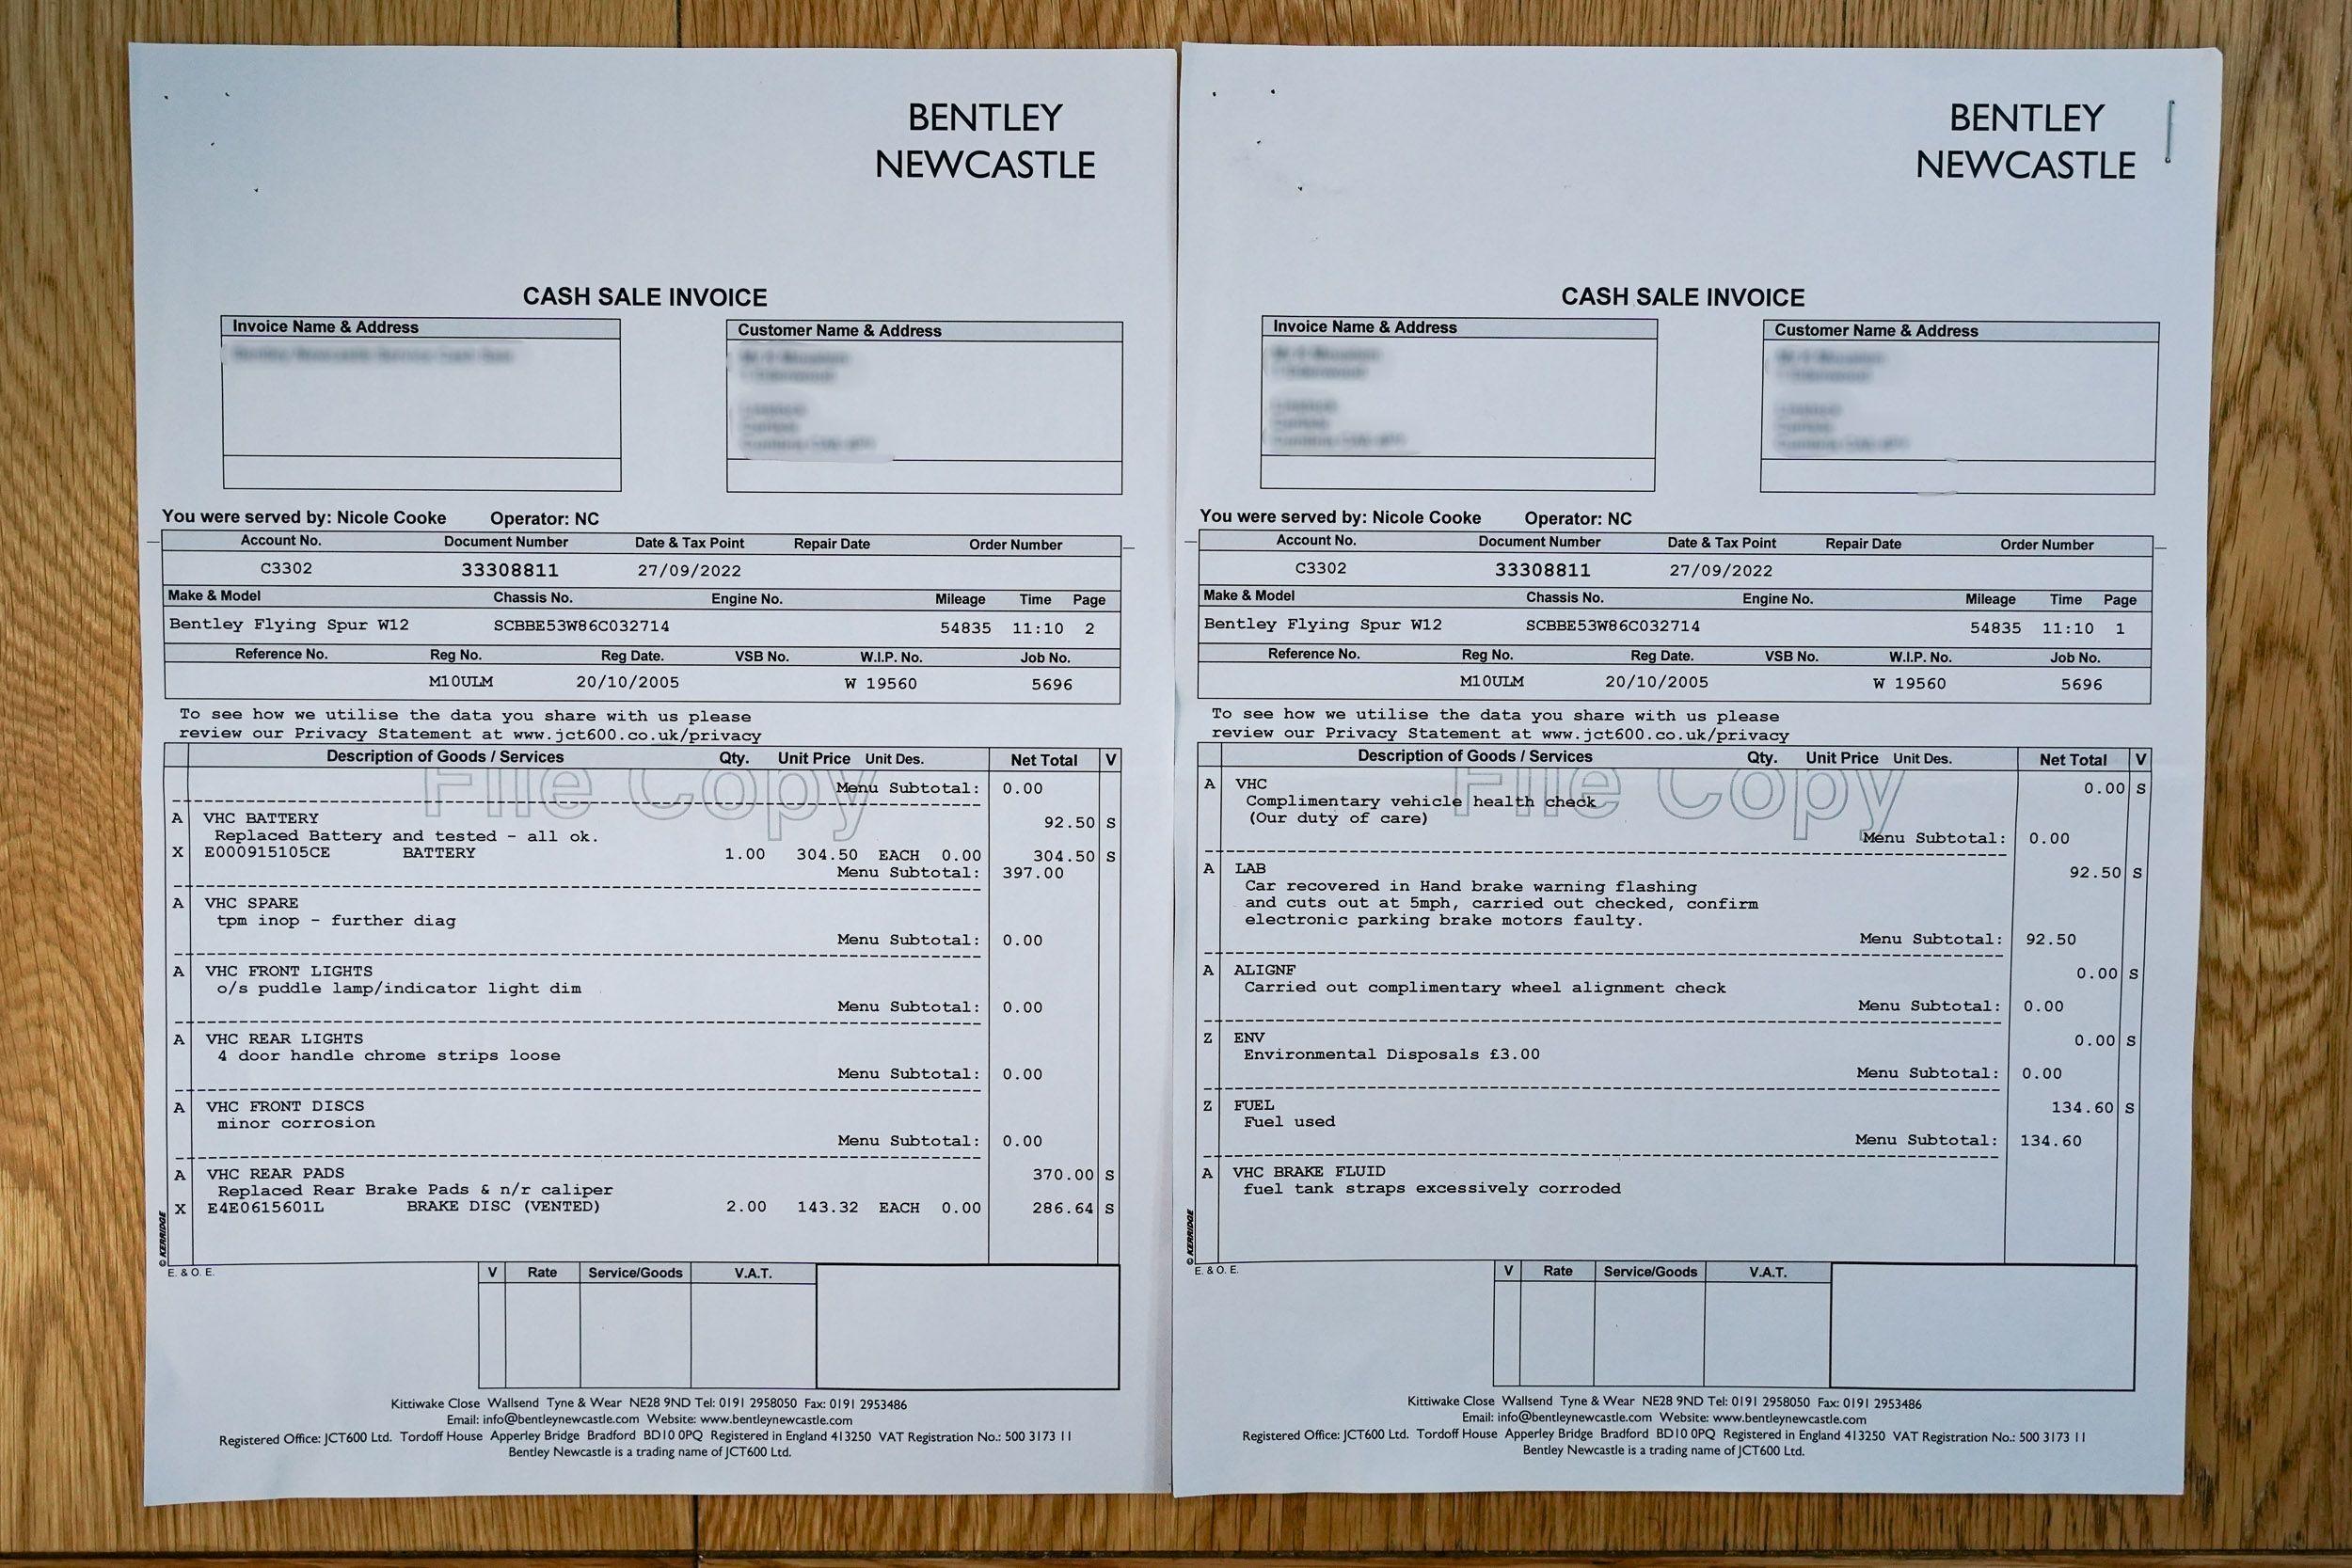 BENTLEY
NEWCASTLE
CASH SALE INVOICE
Invoice Name & Address
Customer Name & Address
You were served by: Nicole Cooke Operator: NC
Account No. Document Number Date & Tax Point Repair Date Order Number
C3302 33308811 27/09/2022
Make & Model Chassis No. Engine No. Mileage Time Page
Bentley Flying Spur W12 SCBBE53W86C032714 54835 11:10 2
Reference No. Reg No. Reg Date. VSB No. W.I.P. No. Job No.
M10ULM 20/10/2005 W 19560 5696
To see how we utilise the data you share with us please
review our Privacy Statement at www.jct600.co.uk/privacy
Description of Goods / Services Qty. Unit Price Unit Des. Net Total V
File Copy
Menu Subtotal: 0.00
A VHC BATTERY 92.50 S
Replaced Battery and tested - all ok.
X E000915105CE BATTERY 1.00 304.50 EACH 0.00 304.50 S
Menu Subtotal: 397.00
A VHC SPARE
tpm inop - further diag
Menu Subtotal: 0.00
A VHC FRONT LIGHTS
o/s puddle lamp/indicator light dim
Menu Subtotal: 0.00
A VHC REAR LIGHTS
4 door handle chrome strips loose
Menu Subtotal: 0.00
A VHC FRONT DISCS
minor corrosion
Menu Subtotal: 0.00
A VHC REAR PADS 370.00 S
Replaced Rear Brake Pads & n/r caliper
X E4E0615601L BRAKE DISC (VENTED) 2.00 143.32 EACH 0.00 286.64 S
© KERRIDGE
E. & O. E.
V Rate Service/Goods V.A.T.
Kittiwake Close Wallsend Tyne & Wear NE28 9ND Tel: 0191 2958050 Fax: 0191 2953486
Email: info@bentleynewcastle.com Website: www.bentleynewcastle.com
Registered Office: JCT600 Ltd. Tordoff House Apperley Bridge Bradford BD10 0PQ Registered in England 413250 VAT Registration No.: 500 3173 11
Bentley Newcastle is a trading name of JCT600 Ltd.
BENTLEY
NEWCASTLE
CASH SALE INVOICE
Invoice Name & Address
Customer Name & Address
You were served by: Nicole Cooke Operator: NC
Account No. Document Number Date & Tax Point Repair Date Order Number
C3302 33308811 27/09/2022
Make & Model Chassis No. Engine No. Mileage Time Page
Bentley Flying Spur W12 SCBBE53W86C032714 54835 11:10 1
Reference No. Reg No. Reg Date. VSB No. W.I.P. No. Job No.
M10ULM 20/10/2005 W 19560 5696
To see how we utilise the data you share with us please
review our Privacy Statement at www.jct600.co.uk/privacy
Description of Goods / Services Qty. Unit Price Unit Des. Net Total V
File Copy
A VHC 0.00 S
Complimentary vehicle health check
(Our duty of care)
Menu Subtotal: 0.00
A LAB 92.50 S
Car recovered in Hand brake warning flashing
and cuts out at 5mph, carried out checked, confirm
electronic parking brake motors faulty.
Menu Subtotal: 92.50
A ALIGNF 0.00 S
Carried out complimentary wheel alignment check
Menu Subtotal: 0.00
Z ENV 0.00 S
Environmental Disposals £3.00
Menu Subtotal: 0.00
Z FUEL 134.60 S
Fuel used
Menu Subtotal: 134.60
A VHC BRAKE FLUID
fuel tank straps excessively corroded
© KERRIDGE
E. & O. E.
V Rate Service/Goods V.A.T.
Kittiwake Close Wallsend Tyne & Wear NE28 9ND Tel: 0191 2958050 Fax: 0191 2953486
Email: info@bentleynewcastle.com Website: www.bentleynewcastle.com
Registered Office: JCT600 Ltd. Tordoff House Apperley Bridge Bradford BD10 0PQ Registered in England 413250 VAT Registration No.: 500 3173 11
Bentley Newcastle is a trading name of JCT600 Ltd.